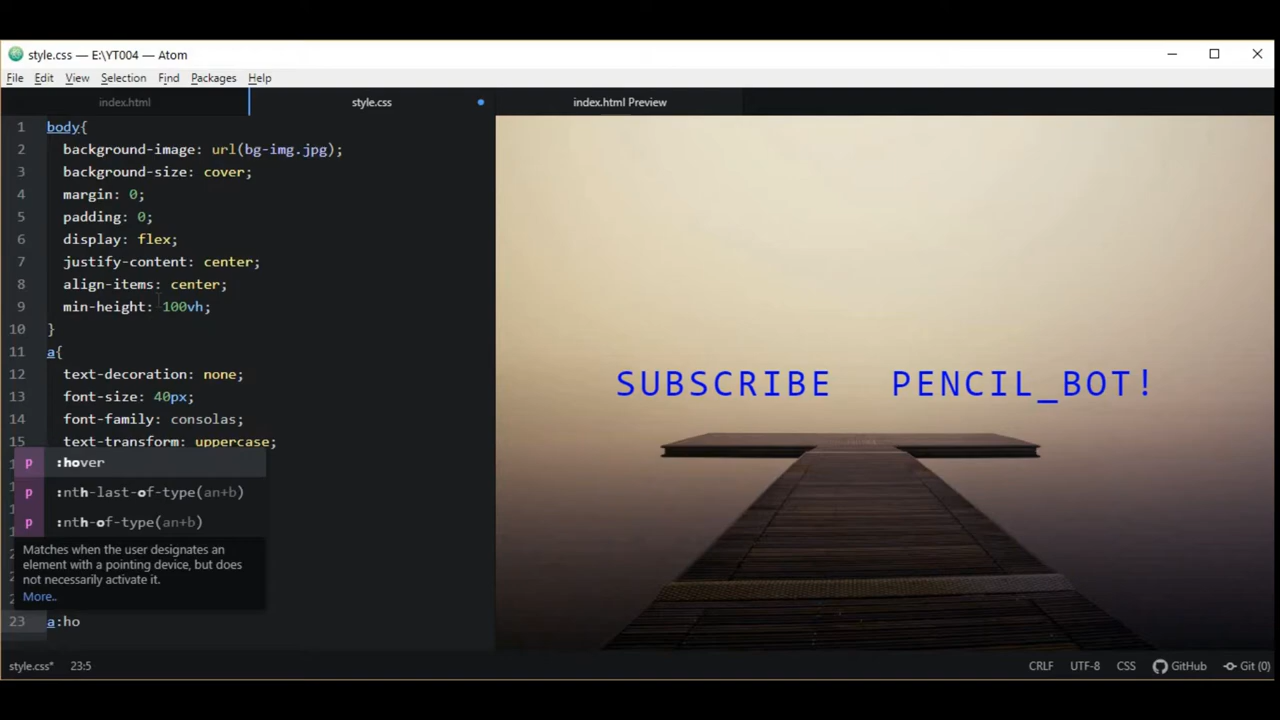 style.css — E:\YT004 — Atom
File Edit View Selection Find Packages Help
index.html style.css index.html Preview
1 body{
2 background-image: url(bg-img.jpg);
3 background-size: cover;
4 margin: 0;
5 padding: 0;
6 display: flex;
7 justify-content: center;
8 align-items: center;
9 min-height: 100vh;
10 }
11 a{
12 text-decoration: none;
13 font-size: 40px;
14 font-family: consolas;
15 text-transform: uppercase;
p :hover
p :nth-last-of-type(an+b)
p :nth-of-type(an+b)
Matches when the user designates an
element with a pointing device, but does
not necessarily activate it.
More..
23 a:ho
SUBSCRIBE PENCIL_BOT!
style.css* 23:5 CRLF UTF-8 CSS GitHub Git (0)